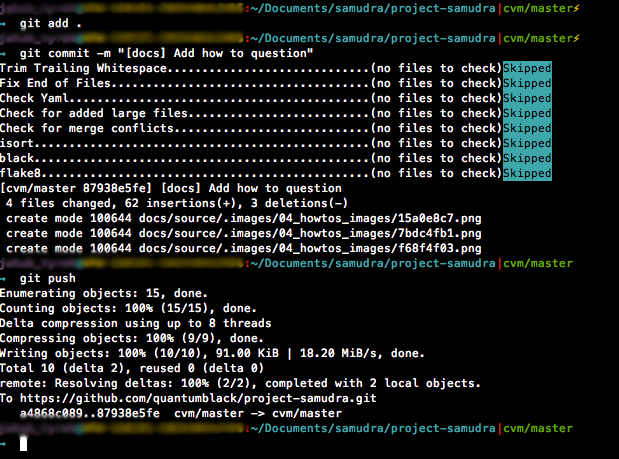 :~/Documents/samudra/project-samudra|cvm/master⚡
→ git add .
:~/Documents/samudra/project-samudra|cvm/master⚡
→ git commit -m "[docs] Add how to question"
Trim Trailing Whitespace.............................(no files to check)Skipped
Fix End of Files.....................................(no files to check)Skipped
Check Yaml...........................................(no files to check)Skipped
Check for added large files..........................(no files to check)Skipped
Check for merge conflicts............................(no files to check)Skipped
isort................................................(no files to check)Skipped
black................................................(no files to check)Skipped
flake8...............................................(no files to check)Skipped
[cvm/master 87938e5fe] [docs] Add how to question
 4 files changed, 62 insertions(+), 3 deletions(-)
 create mode 100644 docs/source/.images/04_howtos_images/15a0e8c7.png
 create mode 100644 docs/source/.images/04_howtos_images/7bdc4fb1.png
 create mode 100644 docs/source/.images/04_howtos_images/f68f4f03.png
:~/Documents/samudra/project-samudra|cvm/master
→ git push
Enumerating objects: 15, done.
Counting objects: 100% (15/15), done.
Delta compression using up to 8 threads
Compressing objects: 100% (9/9), done.
Writing objects: 100% (10/10), 91.00 KiB | 18.20 MiB/s, done.
Total 10 (delta 2), reused 0 (delta 0)
remote: Resolving deltas: 100% (2/2), completed with 2 local objects.
To https://github.com/quantumblack/project-samudra.git
   a4868c089..87938e5fe  cvm/master -> cvm/master
:~/Documents/samudra/project-samudra|cvm/master
→